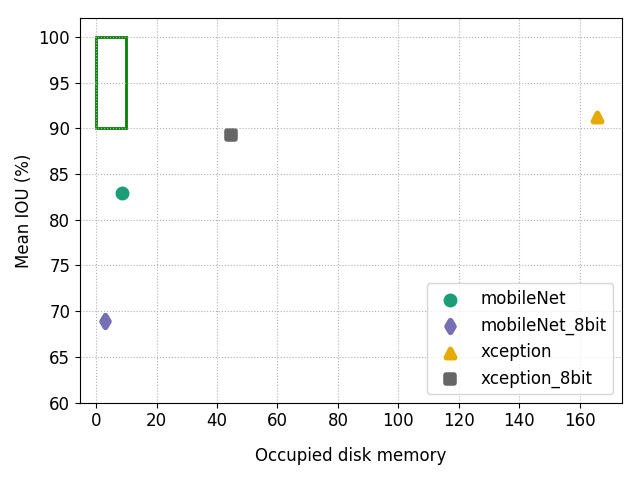 100
95
90
85
80
75
70
65
60
Mean IOU (%)
mobileNet
mobileNet_8bit
xception
xception_8bit
0 20 40 60 80 100 120 140 160
Occupied disk memory